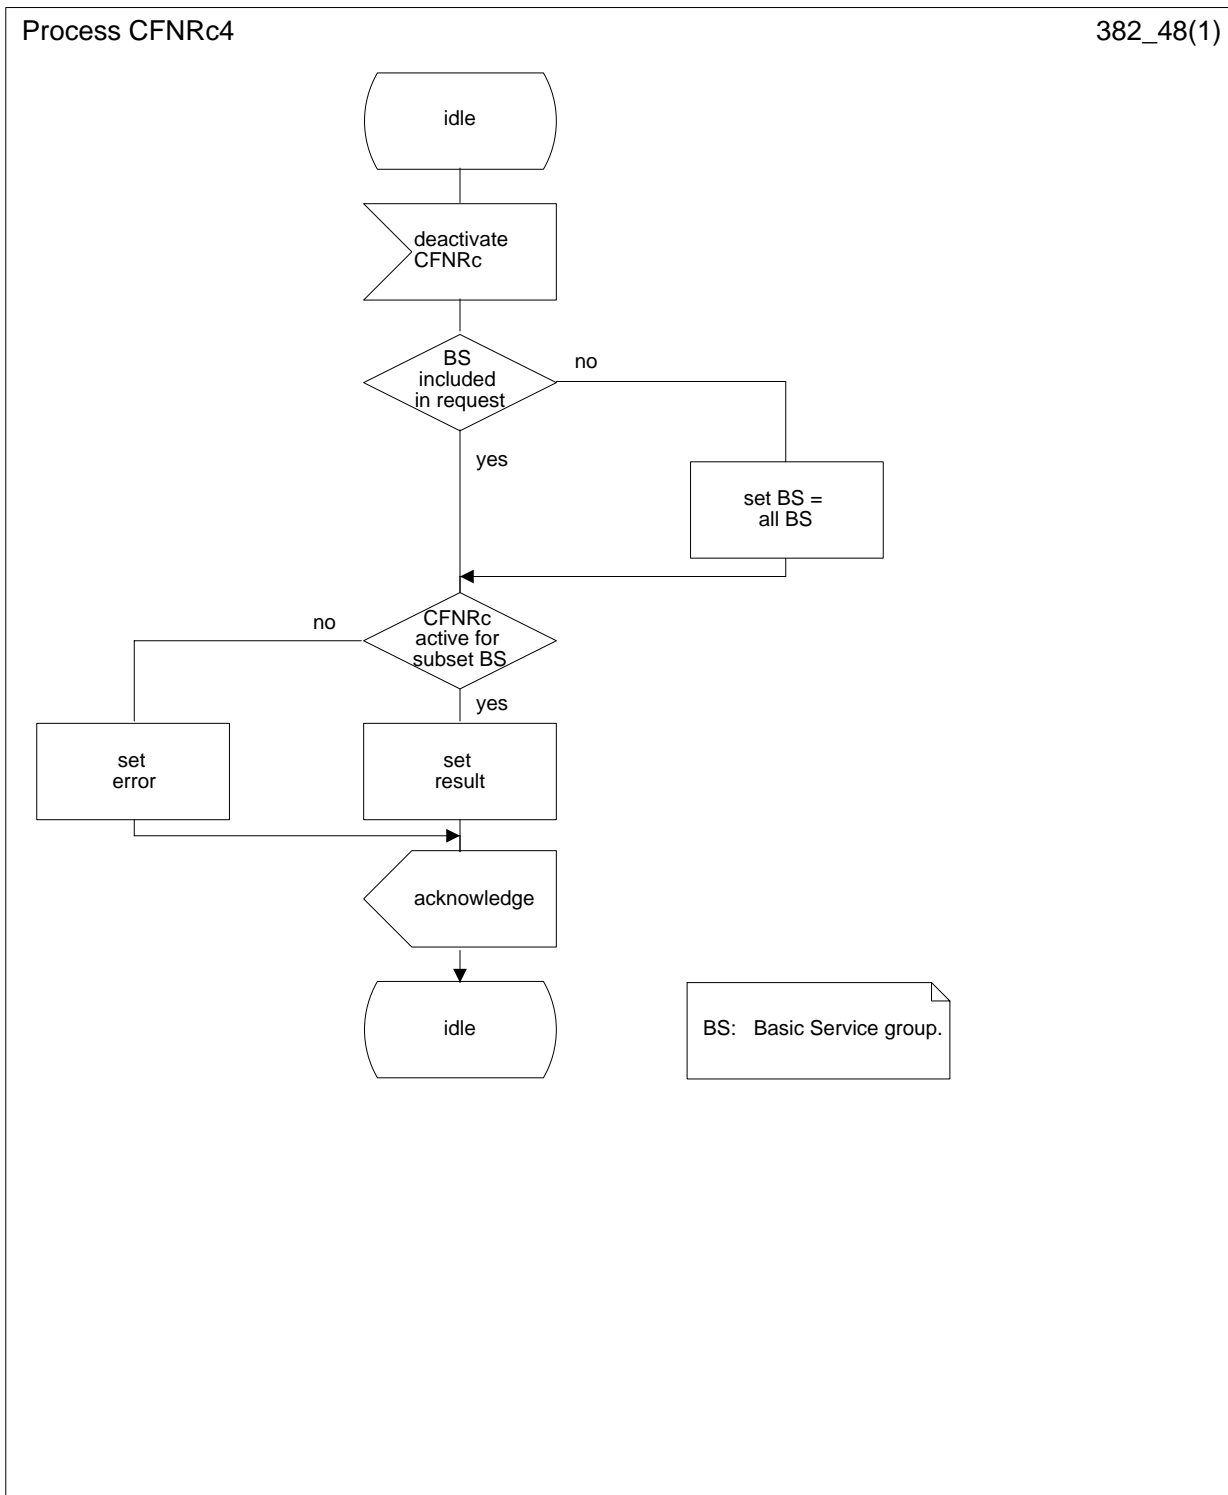 Process CFNRc4
382_48(1)
idle
deactivate
CFNRc
BS
included
in request
no
yes
set BS =
all BS
no
CFNRc
active for
subset BS
yes
set
error
set
result
acknowledge
idle
BS: Basic Service group.